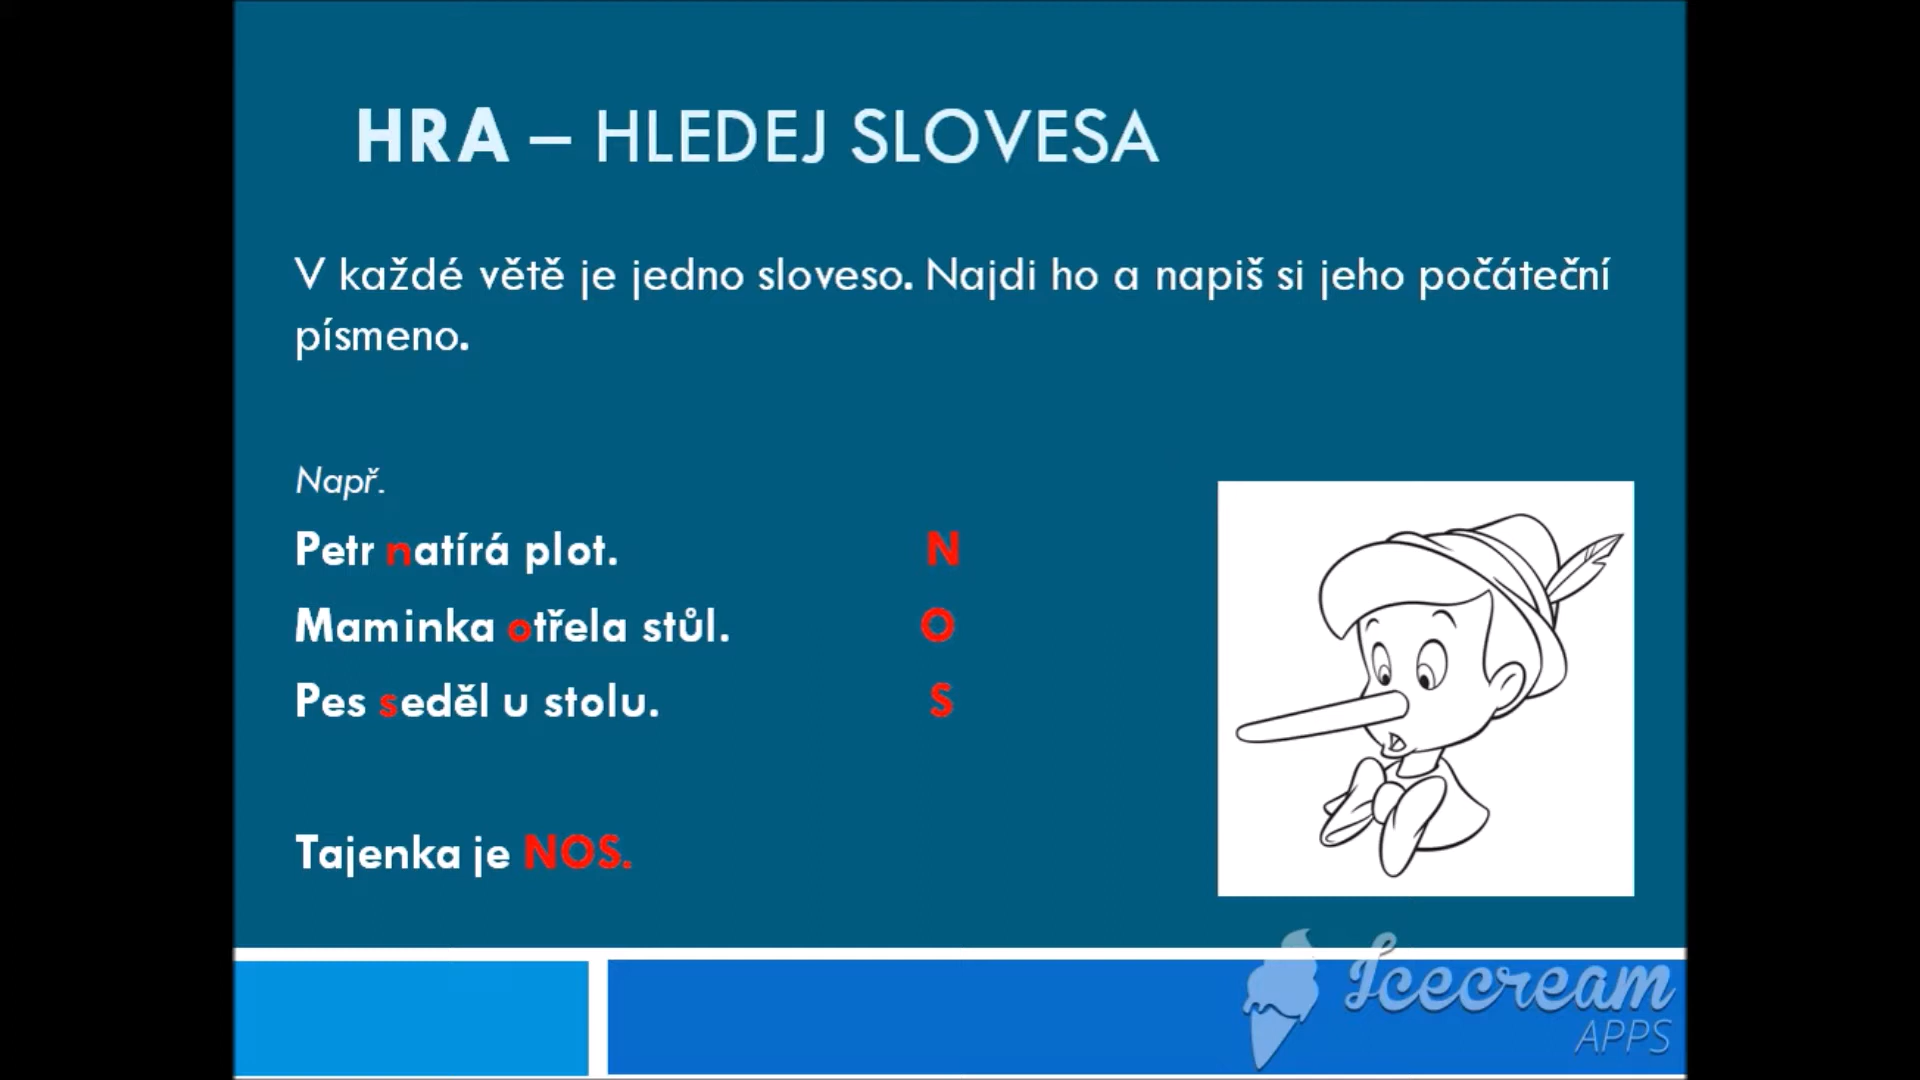 HRA – HLEDEJ SLOVESA
V každé větě je jedno sloveso. Najdi ho a napiš si jeho počáteční
písmeno.
Např.
Petr natírá plot. N
Maminka otřela stůl. O
Pes seděl u stolu. S
Tajenka je NOS.
Icecream
APPS